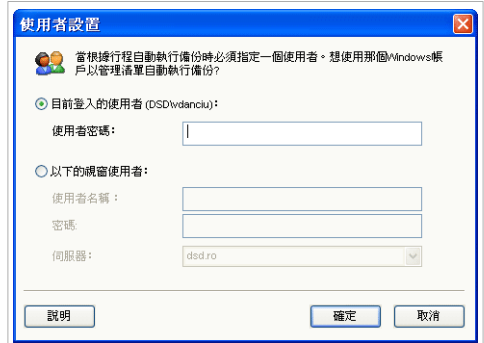 使用者設置
當根據行程自動執行備份時必須指定一個使用者。想使用那個Windows帳
戶以管理清單自動執行備份?
目前登入的使用者 (DSD\vdanciu):
使用者密碼:
以下的視窗使用者:
使用者名稱:
密碼:
伺服器:
dsd.ro
說明
確定
取消